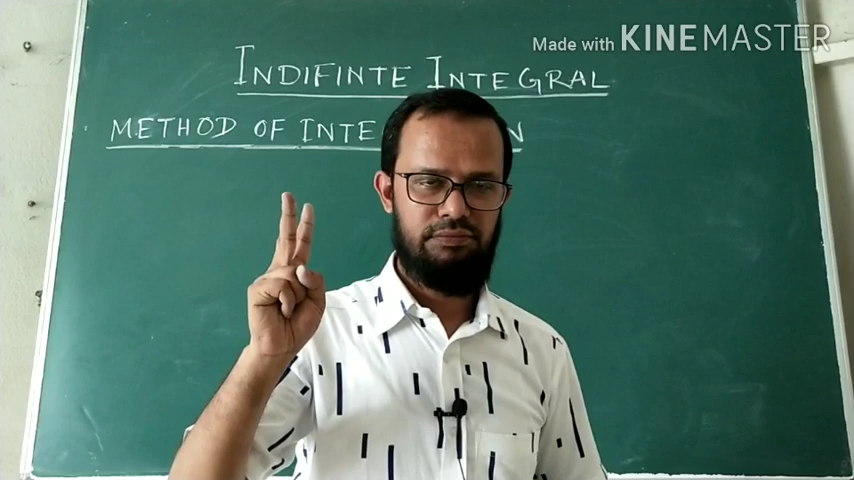 Made with KINEMASTER
INDIFINTE INTEGRAL
METHOD OF INTE N